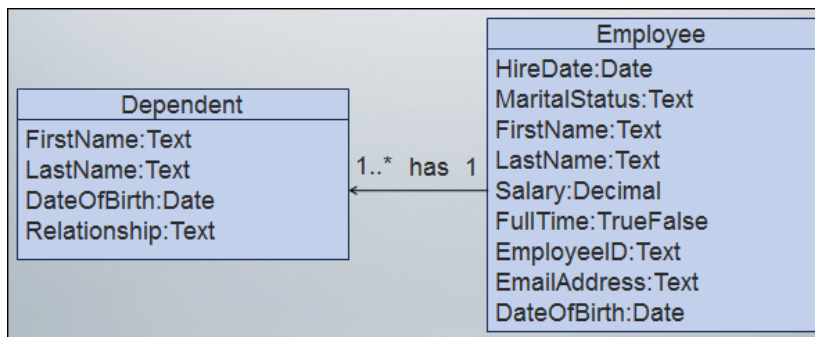 Dependent
FirstName:Text
LastName:Text
DateOfBirth:Date
Relationship:Text
1..* has 1
Employee
HireDate:Date
MaritalStatus:Text
FirstName:Text
LastName:Text
Salary:Decimal
FullTime:TrueFalse
EmployeeID:Text
EmailAddress:Text
DateOfBirth:Date